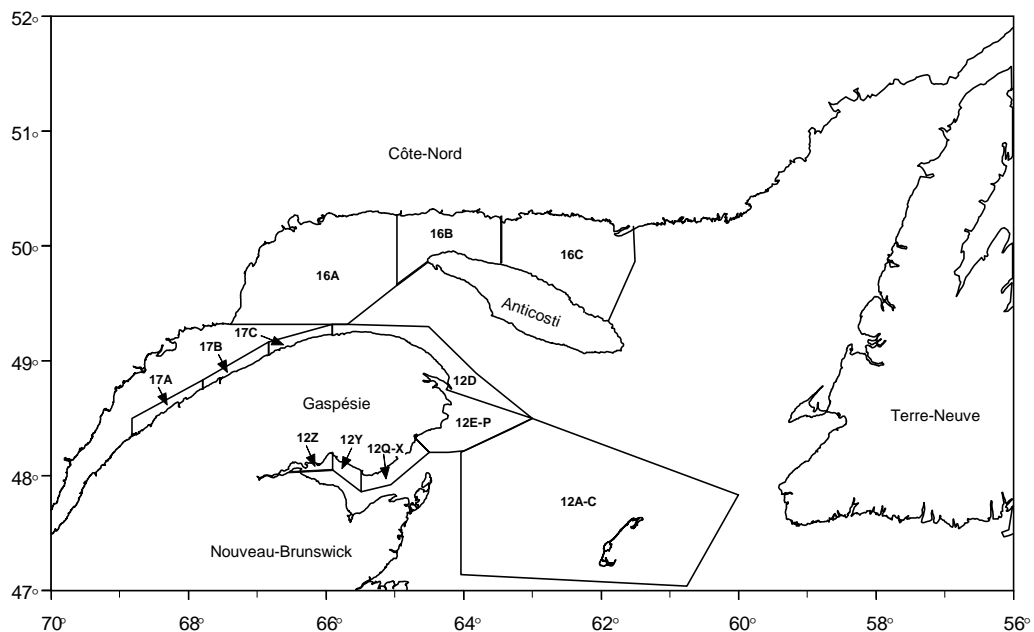 52°
51°
Côte-Nord
50°
16B
16C
16A
Anticosti
17C
17B
49°
17A
12D
Gaspésie
12E-P
Terre-Neuve
12Z
12Y
12Q-X
48°
12A-C
Nouveau-Brunswick
47°
70° 68° 66° 64° 62° 60° 58° 56°